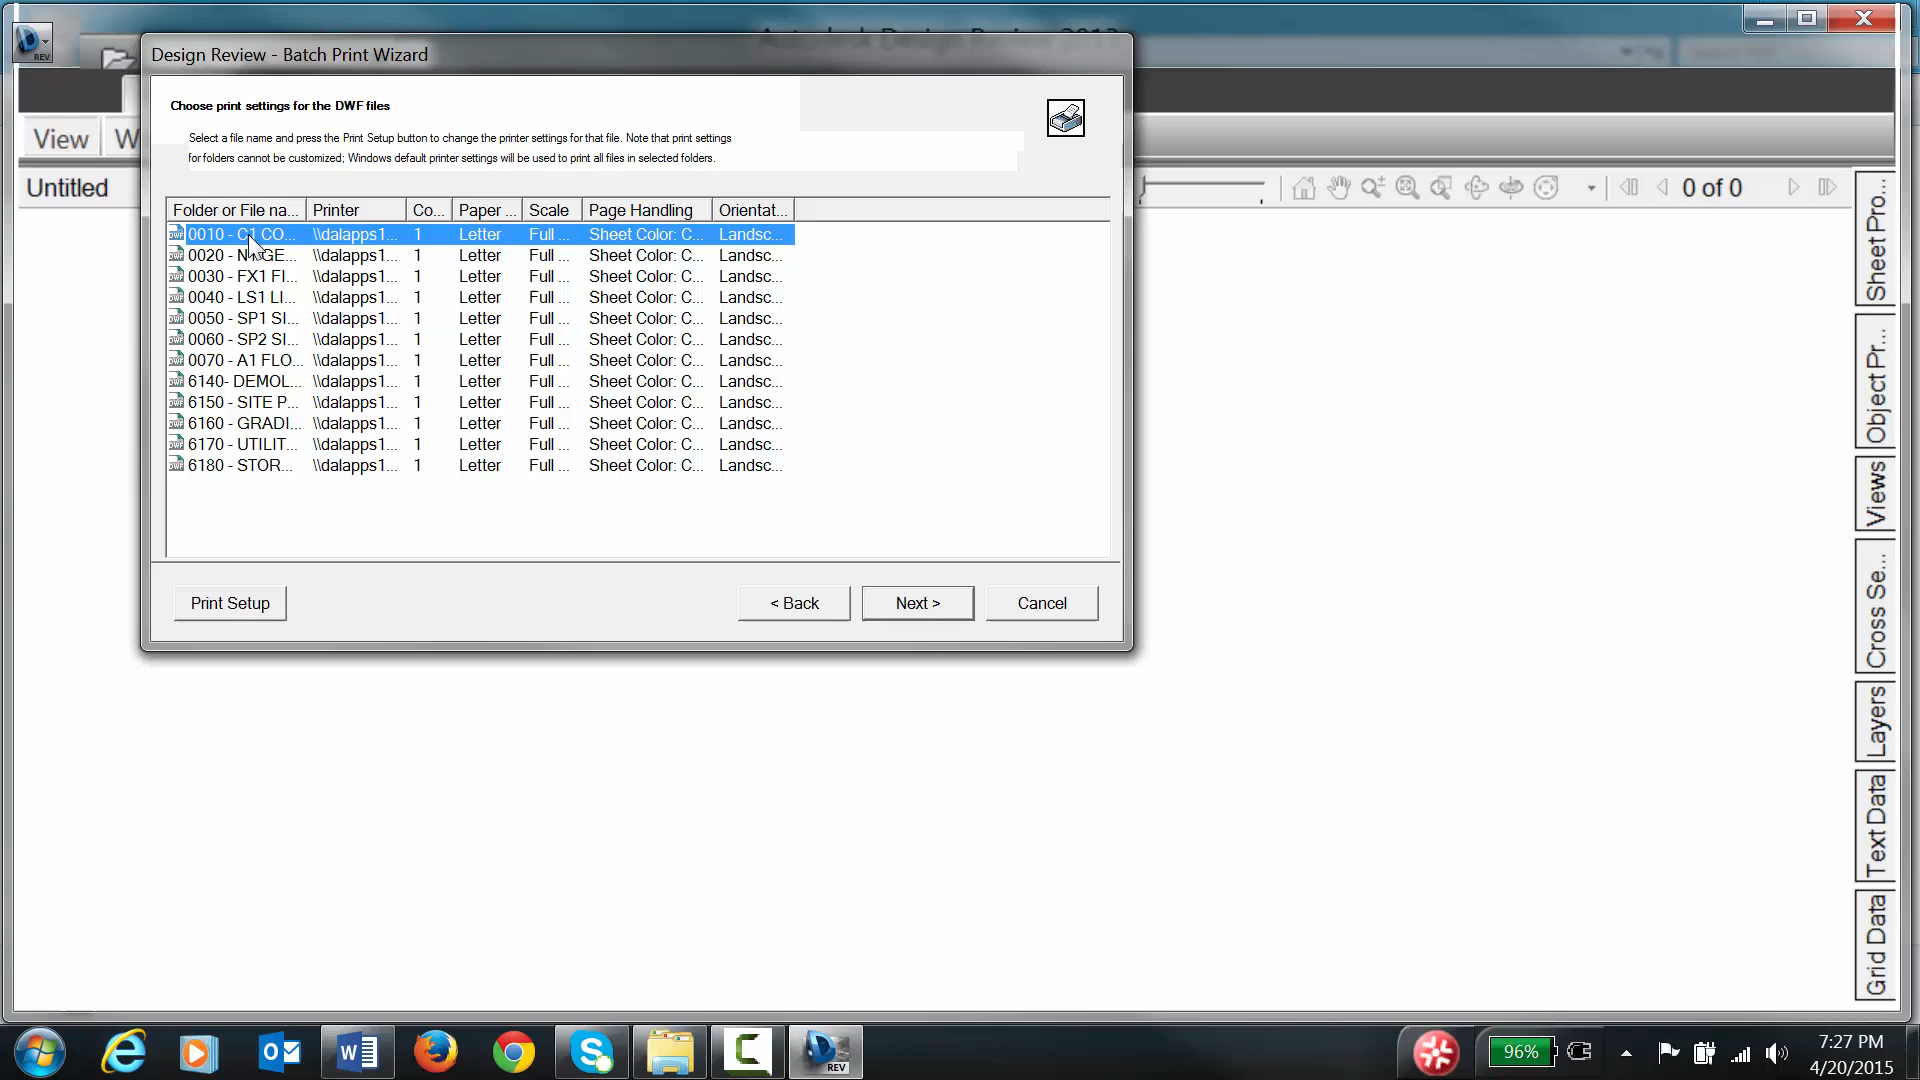 Design Review - Batch Print Wizard
Choose print settings for the DWF files
Select a file name and press the Print Setup button to change the printer settings for that file. Note that print settings
for folders cannot be customized; Windows default printer settings will be used to print all files in selected folders.
View W
Untitled
0 of 0
Folder or File na... Printer Co... Paper ... Scale Page Handling Orientat...
0010 - C1 CO... \\dalapps1... 1 Letter Full ... Sheet Color: C... Landsc...
0020 - GE... \\dalapps1... 1 Letter Full ... Sheet Color: C... Landsc...
0030 - FX1 FI... \\dalapps1... 1 Letter Full ... Sheet Color: C... Landsc...
0040 - LS1 LI... \\dalapps1... 1 Letter Full ... Sheet Color: C... Landsc...
0050 - SP1 SI... \\dalapps1... 1 Letter Full ... Sheet Color: C... Landsc...
0060 - SP2 SI... \\dalapps1... 1 Letter Full ... Sheet Color: C... Landsc...
0070 - A1 FLO... \\dalapps1... 1 Letter Full ... Sheet Color: C... Landsc...
6140- DEMOL... \\dalapps1... 1 Letter Full ... Sheet Color: C... Landsc...
6150 - SITE P... \\dalapps1... 1 Letter Full ... Sheet Color: C... Landsc...
6160 - GRADI... \\dalapps1... 1 Letter Full ... Sheet Color: C... Landsc...
6170 - UTILIT... \\dalapps1... 1 Letter Full ... Sheet Color: C... Landsc...
6180 - STOR... \\dalapps1... 1 Letter Full ... Sheet Color: C... Landsc...
Print Setup < Back Next > Cancel
Sheet Pro...
Object Pr...
Views
Cross Se...
Layers
Text Data
Grid Data
REV
REV
96%
7:27 PM
4/20/2015